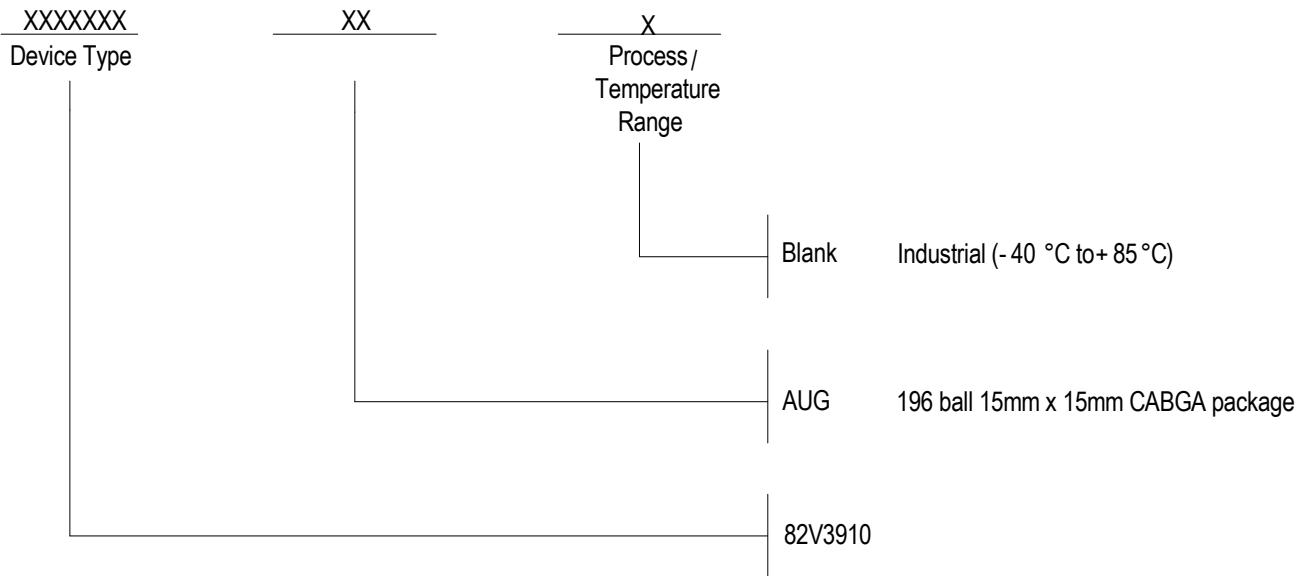 XXXXXXX XX X
Device Type
Process/
Temperature
Range
Blank Industrial (- 40 °C to+ 85 °C)
AUG 196 ball 15mm x 15mm CABGA package
82V3910